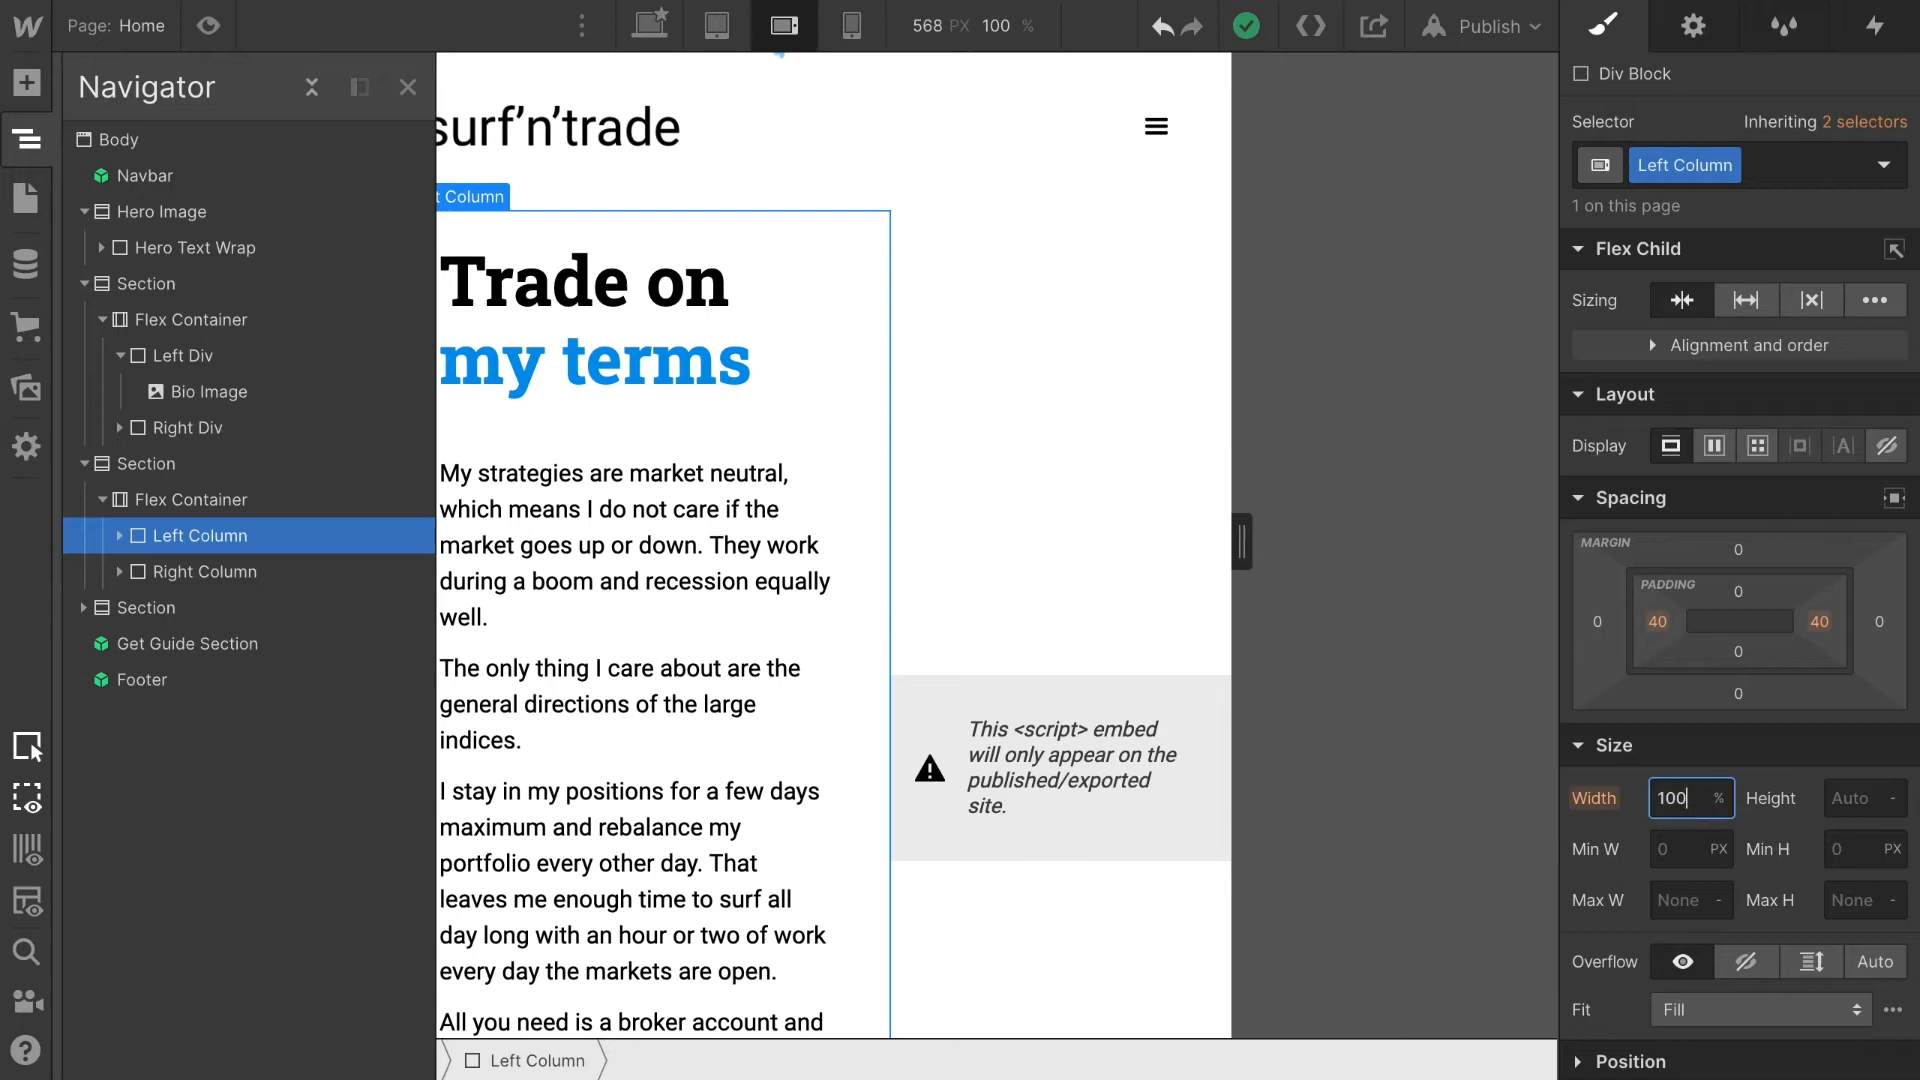 Page: Home
568 PX 100 %
Publish
Navigator
Body
Navbar
Hero Image
Hero Text Wrap
Section
Flex Container
Left Div
Bio Image
Right Div
Section
Flex Container
Left Column
Right Column
Section
Get Guide Section
Footer
surf’n’trade
t Column
Trade on
my terms
My strategies are market neutral,
which means I do not care if the
market goes up or down. They work
during a boom and recession equally
well.
The only thing I care about are the
general directions of the large
indices.
I stay in my positions for a few days
maximum and rebalance my
portfolio every other day. That
leaves me enough time to surf all
day long with an hour or two of work
every day the markets are open.
All you need is a broker account and
This <script> embed
will only appear on the
published/exported
site.
Left Column
Div Block
Selector Inheriting 2 selectors
Left Column
1 on this page
Flex Child
Sizing
Alignment and order
Layout
Display
Spacing
MARGIN
0
PADDING
0
0 40 40 0
0
0
Size
Width 100 % Height Auto -
Min W 0 PX Min H 0 PX
Max W None - Max H None -
Overflow Auto
Fit Fill
Position